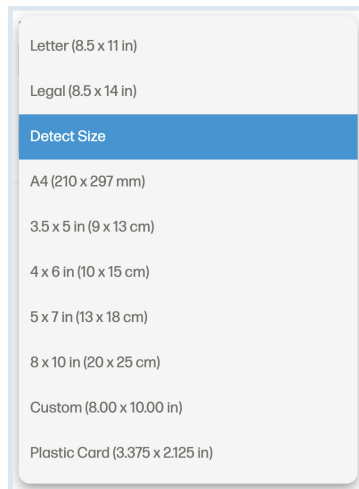 Letter (8.5 x 11 in)
Legal (8.5 x 14 in)
Detect Size
A4 (210 x 297 mm)
3.5 x 5 in (9 x 13 cm)
4 x 6 in (10 x 15 cm)
5 x 7 in (13 x 18 cm)
8 x 10 in (20 x 25 cm)
Custom (8.00 x 10.00 in)
Plastic Card (3.375 x 2.125 in)